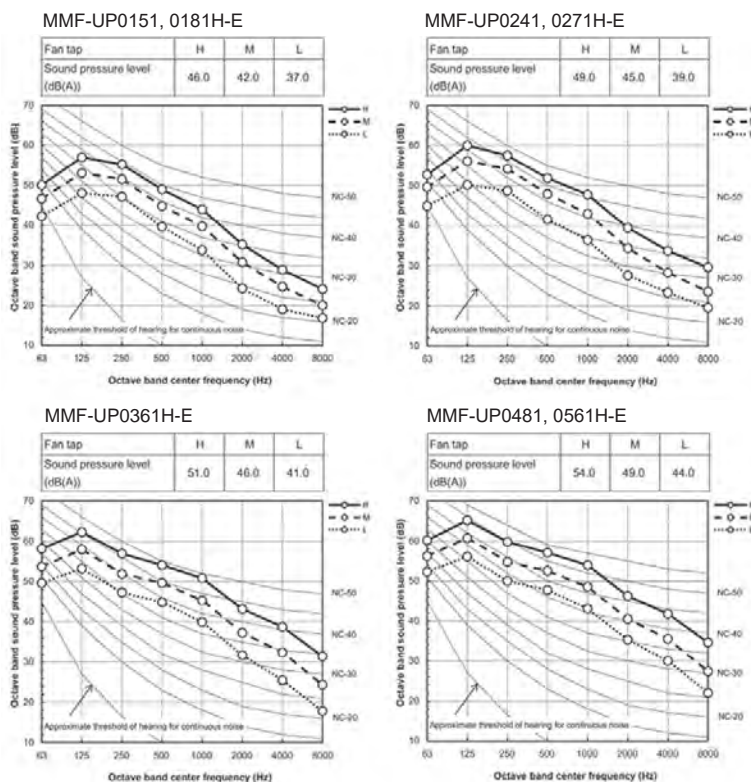 MMF-UP0151, 0181H-E
Fan tap H M L
Sound pressure level
(dB(A)) 46.0 42.0 37.0
Octave band sound pressure level (dB)
70
60
50
40
30
20
10
H
M
L
NC-50
NC-40
NC-30
NC-20
Approximate threshold of hearing for continuous noise
63 125 250 500 1000 2000 4000 8000
Octave band center frequency (Hz)
MMF-UP0241, 0271H-E
Fan tap H M L
Sound pressure level
(dB(A)) 49.0 45.0 39.0
Octave band sound pressure level (dB)
70
60
50
40
30
20
10
NC-50
NC-40
NC-30
NC-20
Approximate threshold of hearing for continuous noise
63 125 250 500 1000 2000 4000 8000
Octave band center frequency (Hz)
MMF-UP0361H-E
Fan tap H M L
Sound pressure level
(dB(A)) 51.0 46.0 41.0
Octave band sound pressure level (dB)
70
60
50
40
30
20
10
H
L
NC-50
NC-40
NC-30
NC-20
Approximate threshold of hearing for continuous noise
63 125 250 500 1000 2000 4000 8000
Octave band center frequency (Hz)
MMF-UP0481, 0561H-E
Fan tap H M L
Sound pressure level
(dB(A)) 54.0 49.0 44.0
Octave band sound pressure level (dB)
70
60
50
40
30
20
10
NC-50
NC-40
NC-30
NC-20
Approximate threshold of hearing for continuous noise
63 125 250 500 1000 2000 4000 8000
Octave band center frequency (Hz)